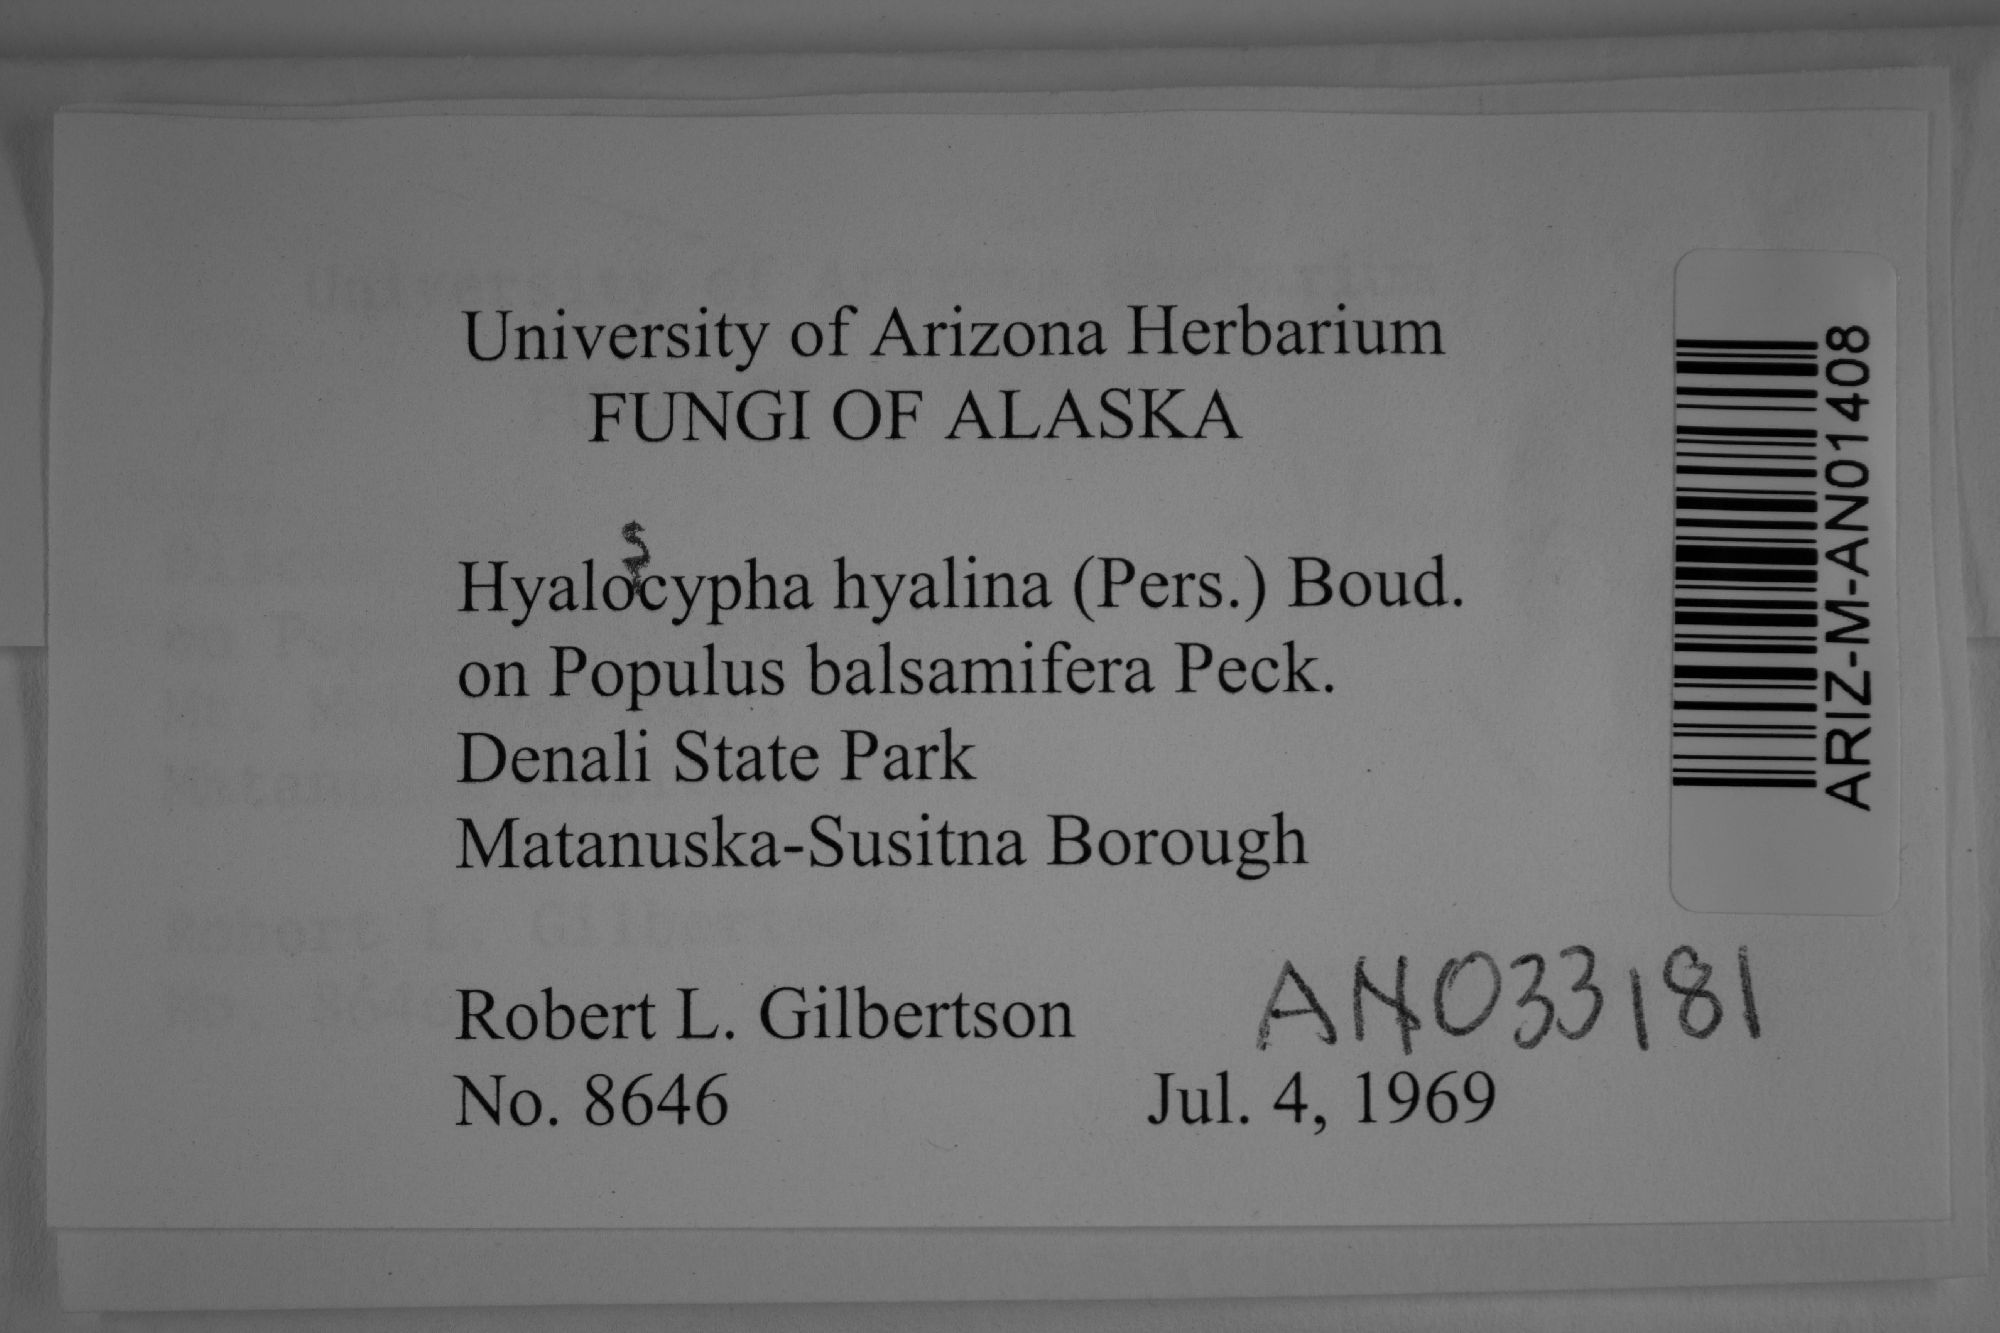 University of Arizona Herbarium
FUNGI OF ALASKA
s
Hyalocypha hyalina (Pers.) Boud.
on Populus balsamifera Peck.
Denali State Park
Matanuska-Susitna Borough
Robert L. Gilbertson
AN033181
No. 8646
Jul. 4, 1969
ARIZ-M-AN01408